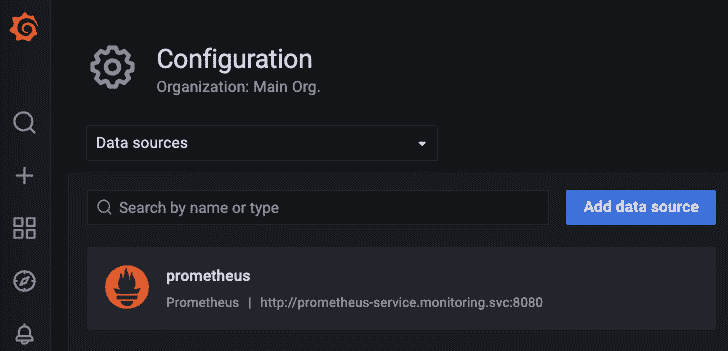 Configuration
Organization: Main Org.
Data sources
Search by name or type
Add data source
prometheus
Prometheus | http://prometheus-service.monitoring.svc:8080